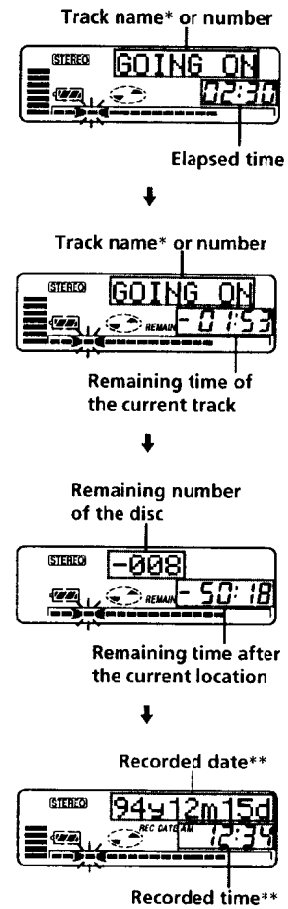 Track name* or number
STEREO
GOING ON
02:30
Elapsed time
Track name* or number
STEREO
GOING ON
REMAIN -01:53
Remaining time of
the current track
Remaining number
of the disc
STEREO
-008
REMAIN -50:18
Remaining time after
the current location
Recorded date**
STEREO
94y12m15d
REC DATE AM 12:34
Recorded time**